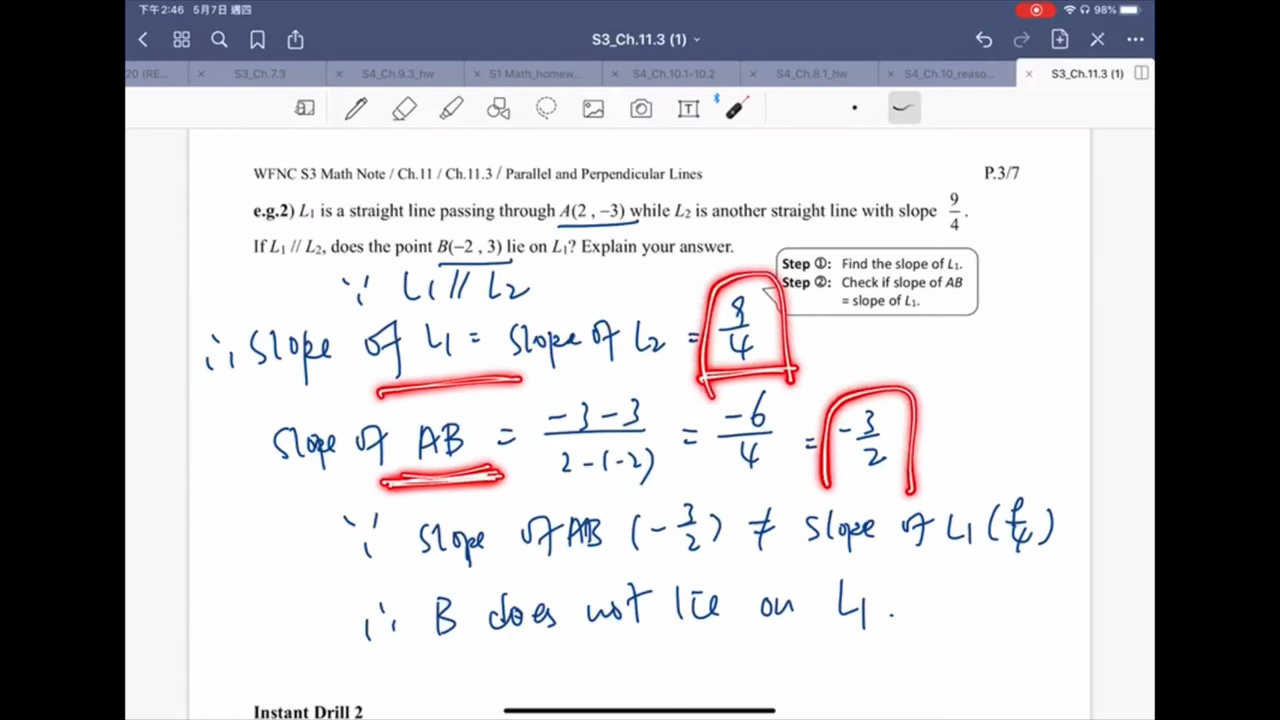 下午2:46 5月7日 週四 98%
S3_Ch.11.3 (1)
20 (RE... S3_Ch.7.3 S4_Ch.9.3_hw S1 Math_homew... S4_Ch.10.1-10.2 S4_Ch.8.1_hw S4_Ch.10_reaso... S3_Ch.11.3 (1)
WFNC S3 Math Note / Ch.11 / Ch.11.3 / Parallel and Perpendicular Lines P.3/7
e.g.2) L₁ is a straight line passing through A(2 , −3) while L₂ is another straight line with slope 9/4 .
If L₁ // L₂, does the point B(−2 , 3) lie on L₁? Explain your answer.
Step ①: Find the slope of L₁.
Step ②: Check if slope of AB
= slope of L₁.
∵ L₁ // L₂
∴ slope of L₁ = slope of L₂ = 9/4
Slope of AB = (-3-3)/(2-(-2)) = -6/4 = -3/2
∵ slope of AB (-3/2) ≠ slope of L₁ (9/4)
∴ B does not lie on L₁.
Instant Drill 2